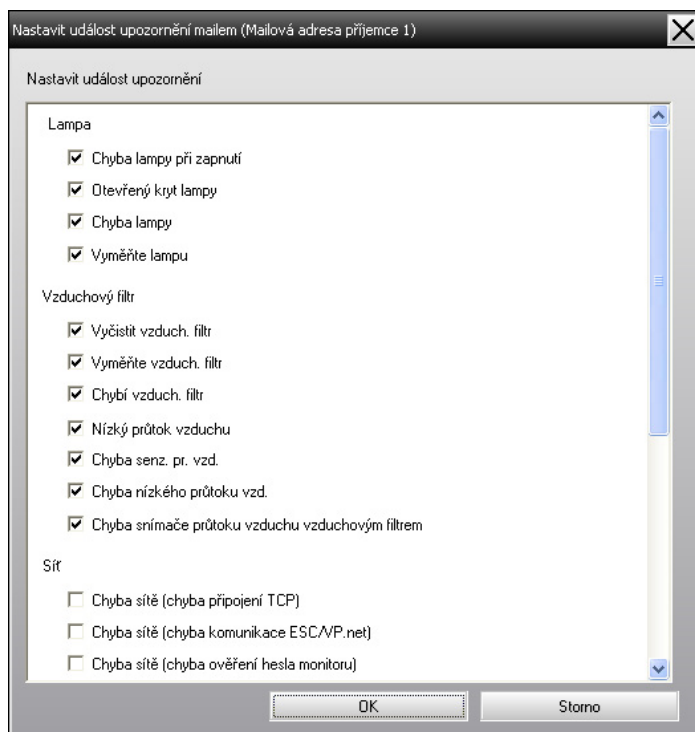 Nastavit událost upozornění mailem (Mailová adresa příjemce 1)
Nastavit událost upozornění
Lampa
Chyba lampy při zapnutí
Otevřený kryt lampy
Chyba lampy
Vyměňte lampu
Vzduchový filtr
Vyčistit vzduch. filtr
Vyměňte vzduch. filtr
Chybí vzduch. filtr
Nízký průtok vzduchu
Chyba senz. pr. vzd.
Chyba nízkého průtoku vzd.
Chyba snímače průtoku vzduchu vzduchovým filtrem
Síť
Chyba sítě (chyba připojení TCP)
Chyba sítě (chyba komunikace ESC/VP.net)
Chyba sítě (chyba ověření hesla monitoru)
OK
Storno